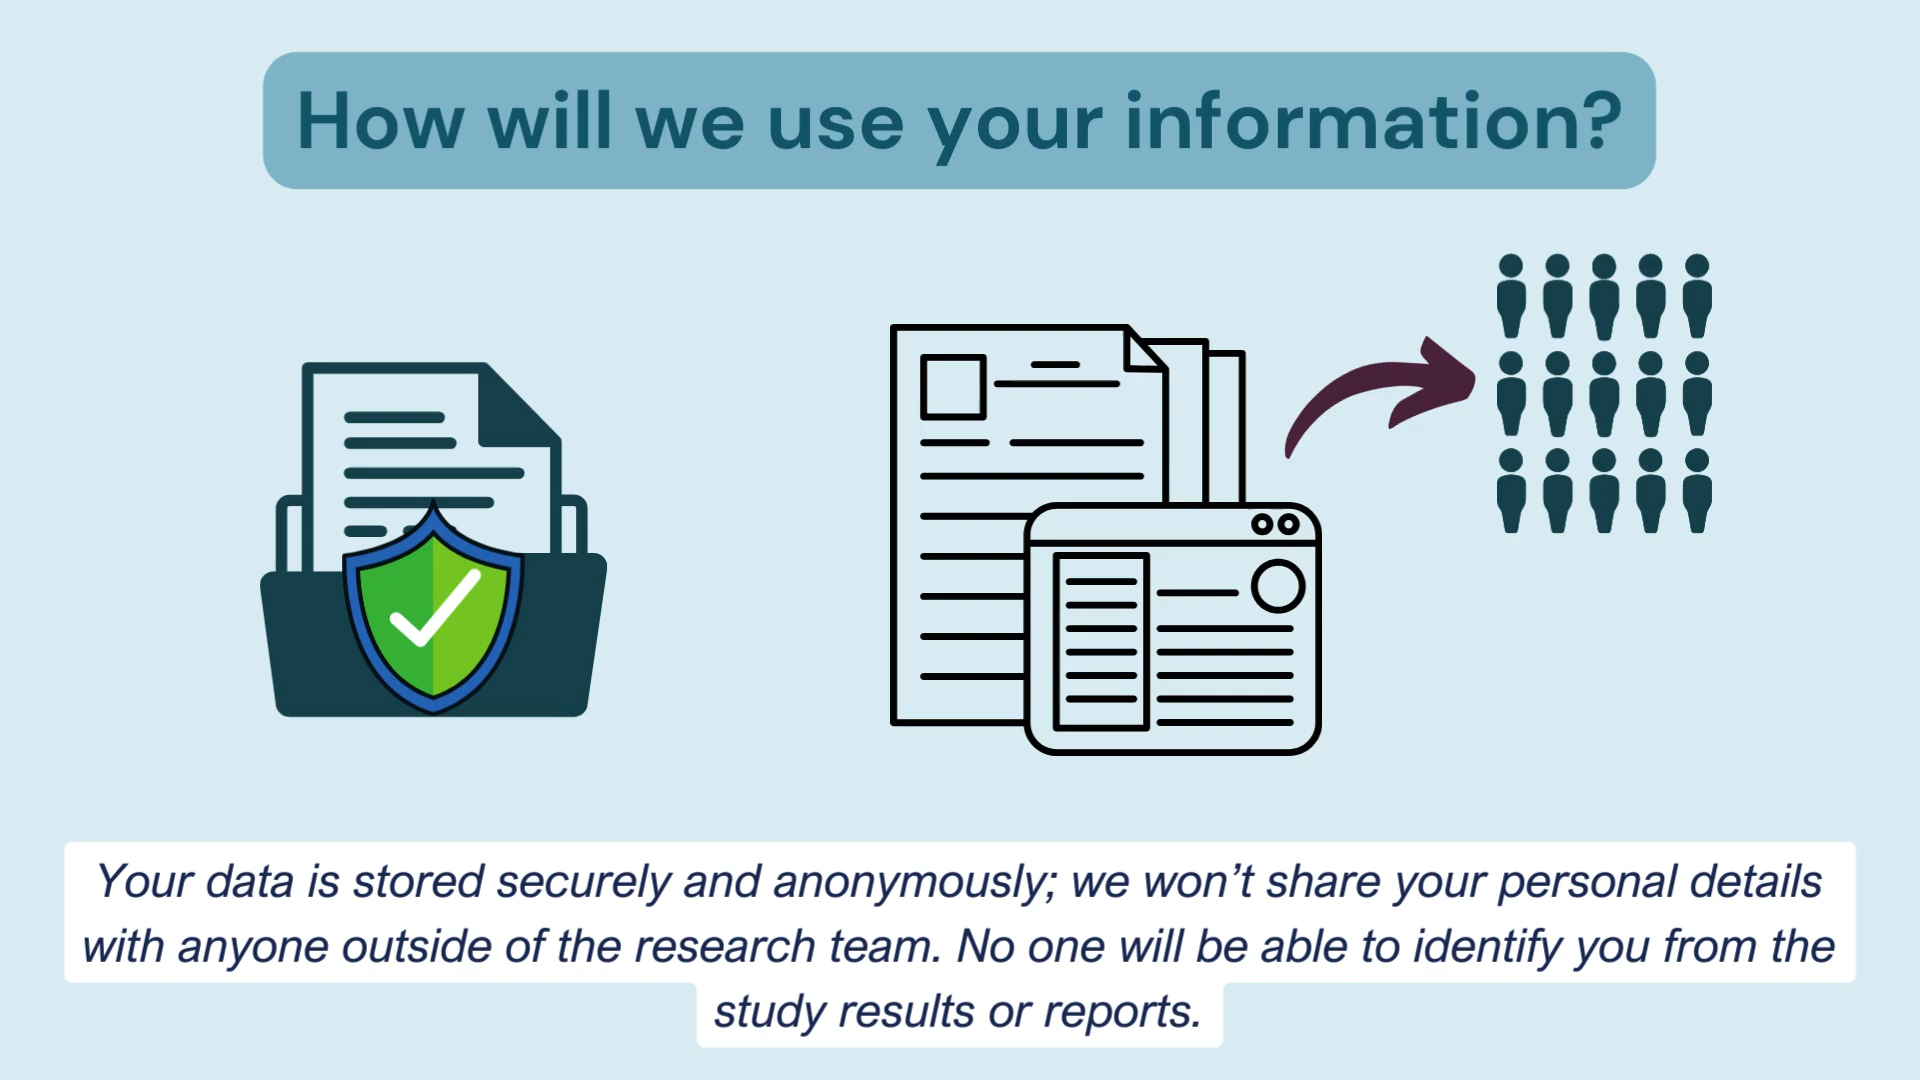 How will we use your information?
Your data is stored securely and anonymously; we won’t share your personal details
with anyone outside of the research team. No one will be able to identify you from the
study results or reports.